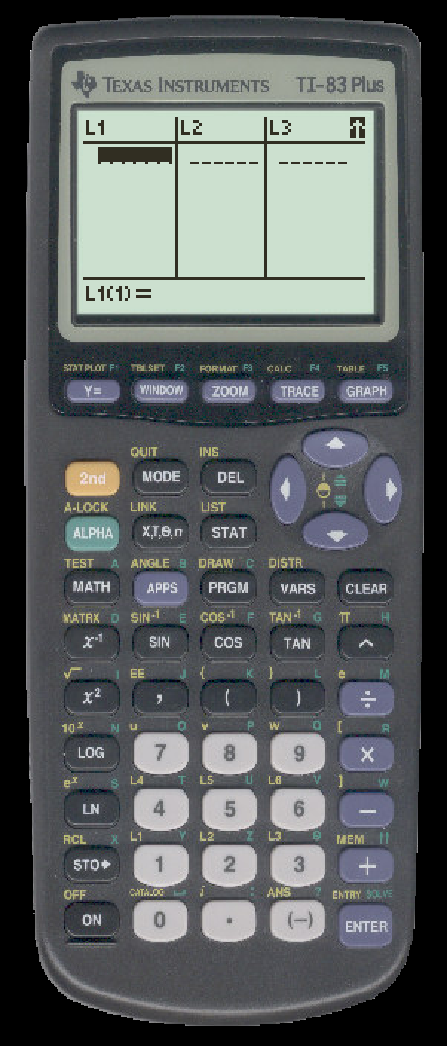 TEXAS INSTRUMENTS TI-83 Plus
L1 L2 L3
L1(1) =
STAT PLOT F1 TBLSET F2 FORMAT F3 CALC F4 TABLE F5
Y= WINDOW ZOOM TRACE GRAPH
QUIT INS
2nd MODE DEL
A-LOCK LINK LIST
ALPHA X,T,Θ,n STAT
TEST A ANGLE B DRAW C DISTR
MATH APPS PRGM VARS CLEAR
MATRX D SIN⁻¹ E COS⁻¹ F TAN⁻¹ G π H
x⁻¹ SIN COS TAN ^
√ I EE J { K } L e M
x² , ( ) ÷
10ˣ N u O v P w Q [ R
LOG 7 8 9 ×
eˣ S L4 T L5 U L6 V ] W
LN 4 5 6 −
RCL X L1 Y L2 Z L3 θ MEM "
STO▸ 1 2 3 +
OFF CATALOG i : ANS ? ENTRY SOLVE
ON 0 . (−) ENTER